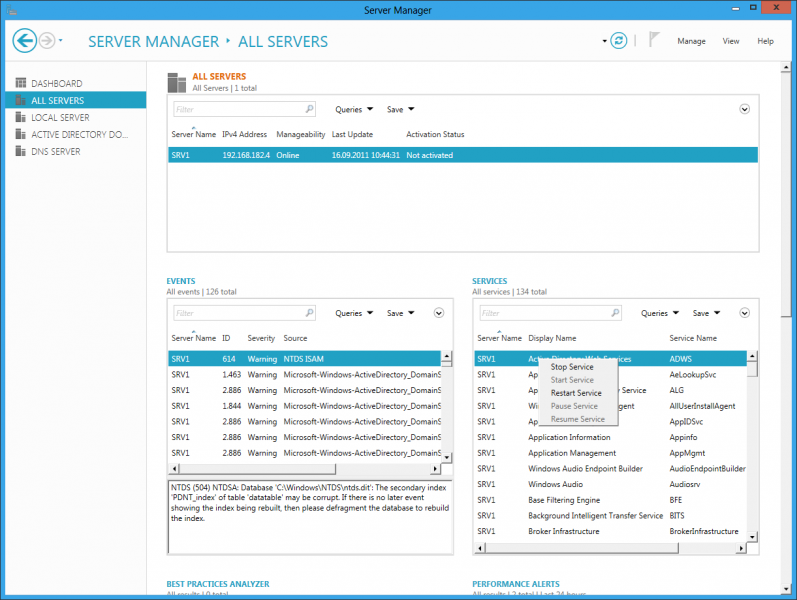 Server Manager
SERVER MANAGER ‣ ALL SERVERS
Manage View Help
DASHBOARD
ALL SERVERS
LOCAL SERVER
ACTIVE DIRECTORY DO...
DNS SERVER
ALL SERVERS
All Servers | 1 total
Filter Queries Save
Server Name IPv4 Address Manageability Last Update Activation Status
SRV1 192.168.182.4 Online 16.09.2011 10:44:31 Not activated
EVENTS
All events | 126 total
Filter Queries Save
Server Name ID Severity Source
SRV1 614 Warning NTDS ISAM
SRV1 1.463 Warning Microsoft-Windows-ActiveDirectory_DomainS
SRV1 2.886 Warning Microsoft-Windows-ActiveDirectory_DomainS
SRV1 1.844 Warning Microsoft-Windows-ActiveDirectory_DomainS
SRV1 2.886 Warning Microsoft-Windows-ActiveDirectory_DomainS
SRV1 2.886 Warning Microsoft-Windows-ActiveDirectory_DomainS
SRV1 2.886 Warning Microsoft-Windows-ActiveDirectory_DomainS
NTDS (504) NTDSA: Database 'C:\Windows\NTDS\ntds.dit': The secondary index
'PDNT_index' of table 'datatable' may be corrupt. If there is no later event
showing the index being rebuilt, then please defragment the database to rebuild
the index.
SERVICES
All services | 134 total
Filter Queries Save
Server Name Display Name Service Name
SRV1 Active Directory Web Services ADWS
SRV1 Ap AeLookupSvc
SRV1 Ap y Service ALG
SRV1 Wi gent AllUserInstallAgent
SRV1 Ap AppIDSvc
SRV1 Application Information Appinfo
SRV1 Application Management AppMgmt
SRV1 Windows Audio Endpoint Builder AudioEndpointBuilder
SRV1 Windows Audio Audiosrv
SRV1 Base Filtering Engine BFE
SRV1 Background Intelligent Transfer Service BITS
SRV1 Broker Infrastructure BrokerInfrastructure
Stop Service
Start Service
Restart Service
Pause Service
Resume Service
BEST PRACTICES ANALYZER
All results | 0 total
PERFORMANCE ALERTS
All results | 2 total | Last 24 hours